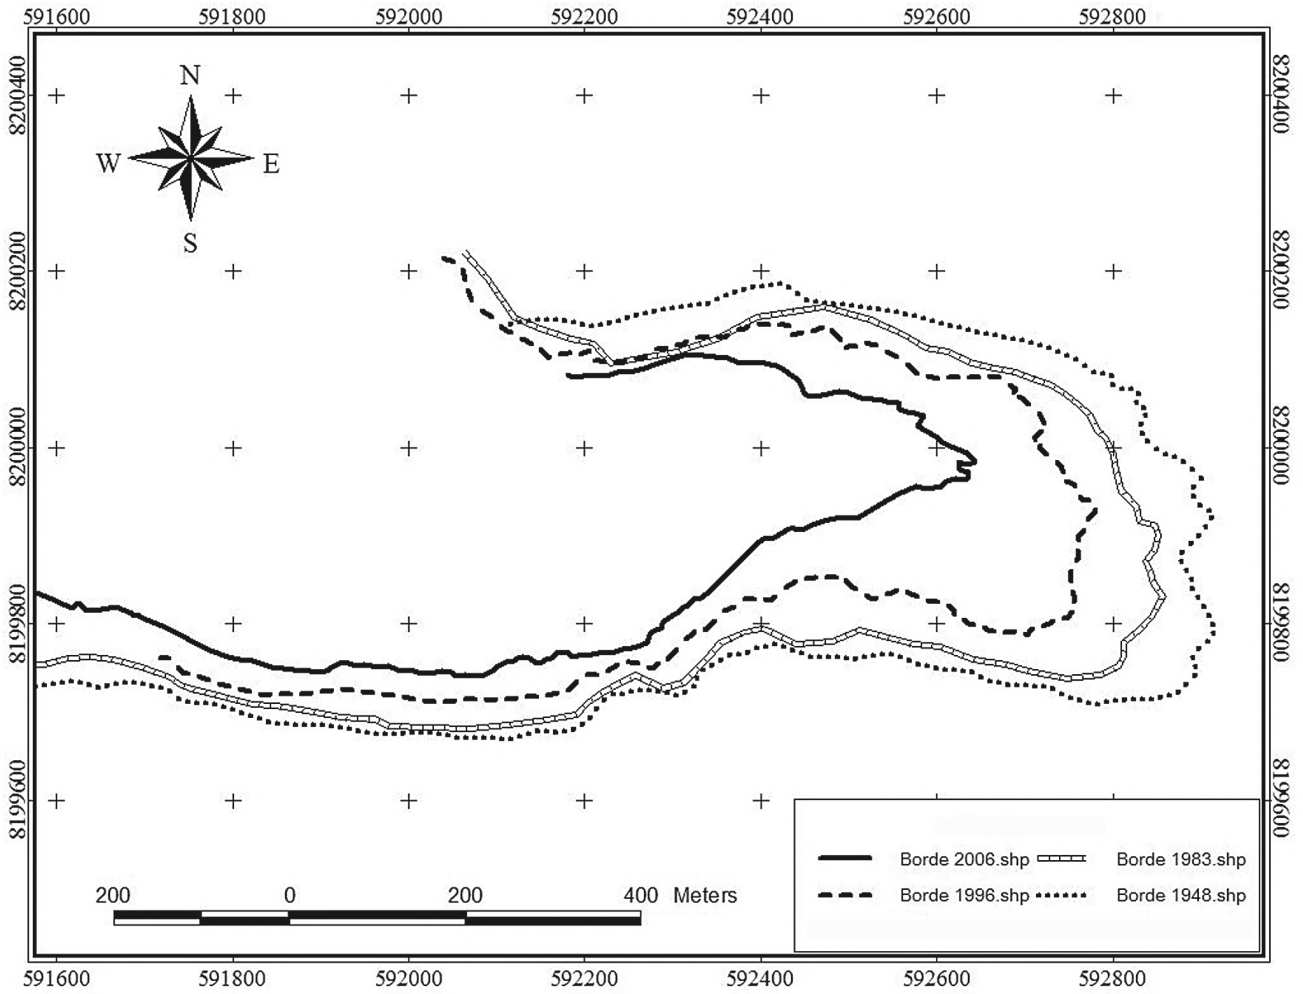 591600 591800 592000 592200 592400 592600 592800
8200400 8200400
N
W E
S
8200200 8200200
8200000 8200000
8199800 8199800
8199600 8199600
Borde 2006.shp Borde 1983.shp
Borde 1996.shp Borde 1948.shp
200 0 200 400 Meters
591600 591800 592000 592200 592400 592600 592800